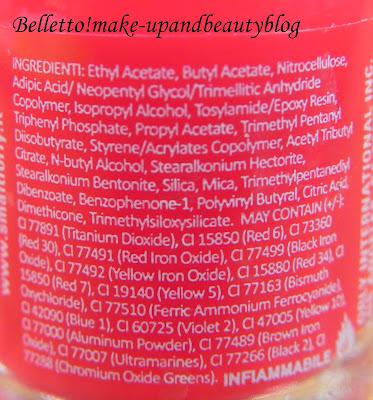 Belletto!make-upandbeautyblog
INGREDIENTI: Ethyl Acetate, Butyl Acetate, Nitrocellulose,
Adipic Acid/ Neopentyl Glycol/Trimellitic Anhydride
Copolymer, Isopropyl Alcohol, Tosylamide/Epoxy Resin,
Triphenyl Phosphate, Propyl Acetate, Trimethyl Pentanyl
Diisobutyrate, Styrene/Acrylates Copolymer, Acetyl Tributyl
Citrate, N-butyl Alcohol, Stearalkonium Hectorite,
Stearalkonium Bentonite, Silica, Mica, Trimethylpentanediyl
Dibenzoate, Benzophenone-1, Polyvinyl Butyral, Citric Acid,
Dimethicone, Trimethylsiloxysilicate. MAY CONTAIN (+/-):
CI 77891 (Titanium Dioxide), CI 15850 (Red 6), CI 73360
(Red 30), CI 77491 (Red Iron Oxide), CI 77499 (Black Iron
Oxide), CI 77492 (Yellow Iron Oxide), CI 15880 (Red 34), CI
15850 (Red 7), CI 19140 (Yellow 5), CI 77163 (Bismuth
Oxychloride), CI 77510 (Ferric Ammonium Ferrocyanide),
CI 42090 (Blue 1), CI 60725 (Violet 2), CI 47005 (Yellow 10),
CI 77000 (Aluminum Powder), CI 77489 (Brown Iron
Oxide), CI 77007 (Ultramarines), CI 77266 (Black 2), CI
77288 (Chromium Oxide Greens). INFIAMMABILE
INC